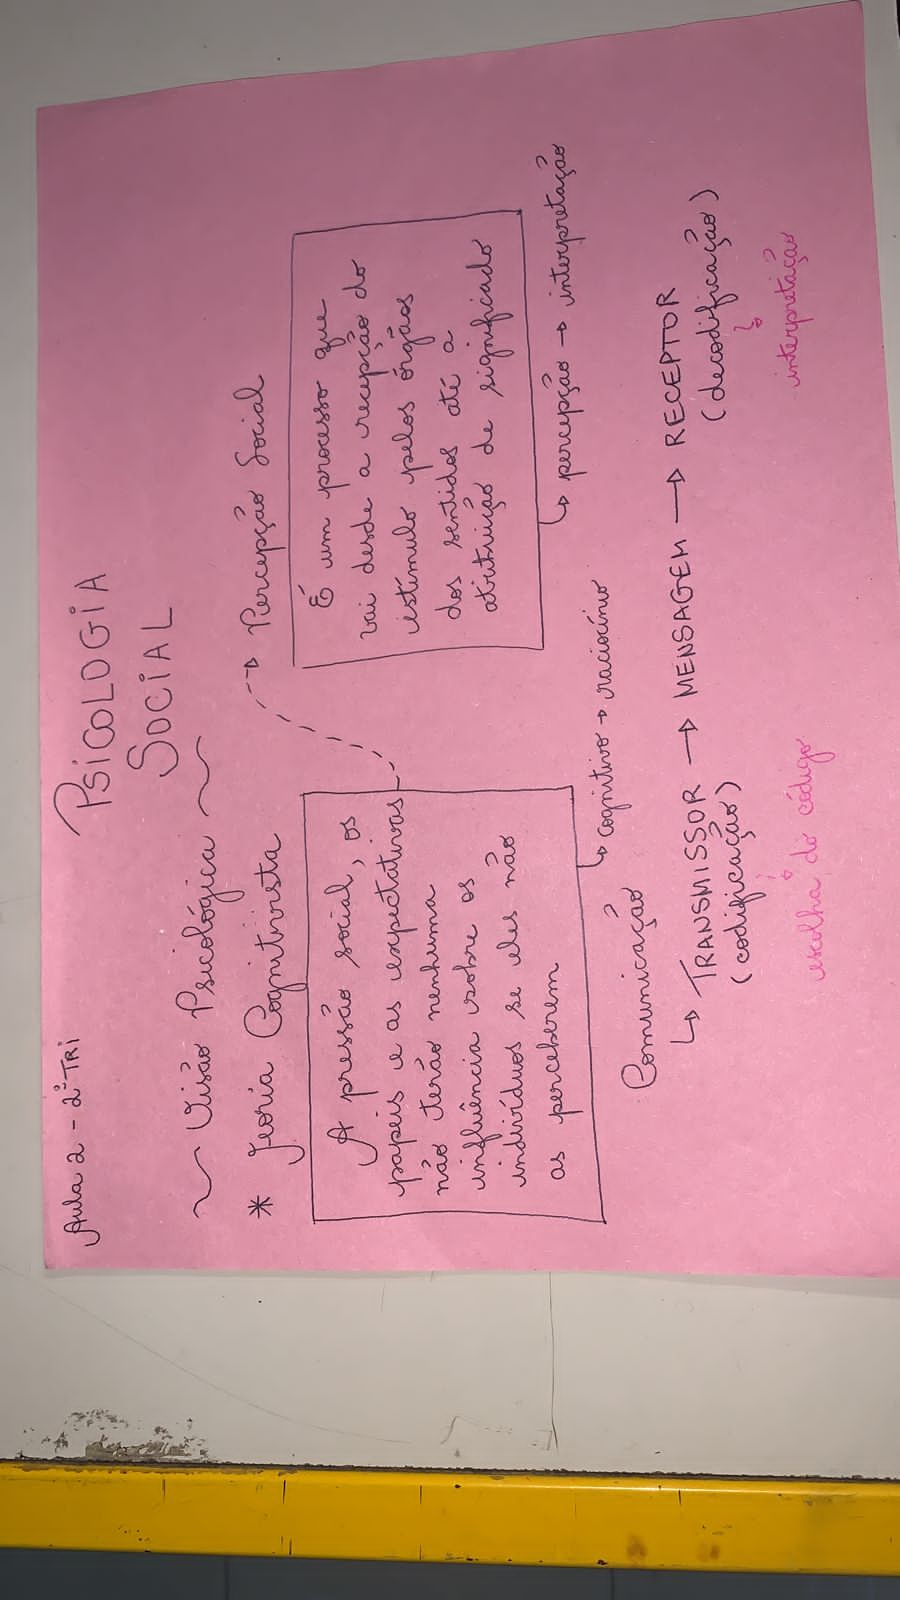 Aula 2 - 2º TRI
PSICOLOGIA
SOCIAL
~ Visão Psicológica ~
* Teoria Cognitivista
A pressão social, os
papéis e as expectativas
não terão nenhuma
influência sobre os
indivíduos se eles não
as perceberem
↳ cognitivo → raciocínio
→ Percepção Social
É um processo que
vai desde a recepção do
estímulo pelos órgãos
dos sentidos até a
atribuição de significado
↳ percepção → interpretação
Comunicação
↳ TRANSMISSOR → MENSAGEM → RECEPTOR
(codificação) (decodificação)
escolha do código interpretação